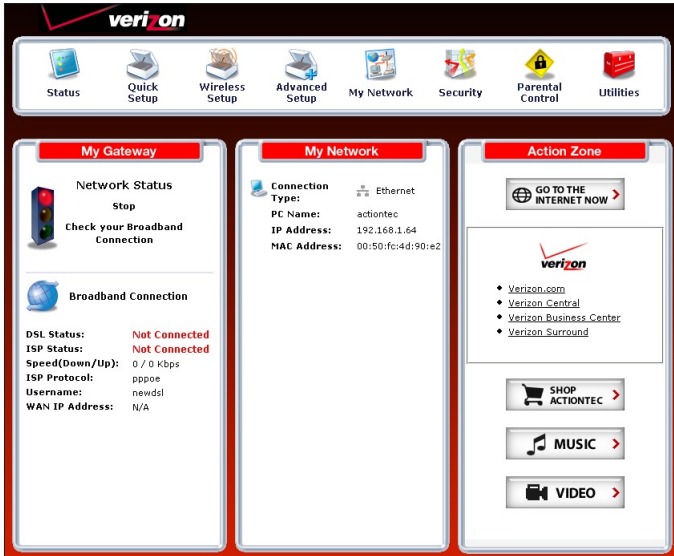 verizon
Status
Quick Setup
Wireless Setup
Advanced Setup
My Network
Security
Parental Control
Utilities
My Gateway
Network Status
Stop
Check your Broadband
Connection
Broadband Connection
DSL Status: Not Connected
ISP Status: Not Connected
Speed(Down/Up): 0 / 0 Kbps
ISP Protocol: pppoe
Username: newdsl
WAN IP Address: N/A
My Network
Connection Type: Ethernet
PC Name: actiontec
IP Address: 192.168.1.64
MAC Address: 00:50:fc:4d:90:e2
Action Zone
GO TO THE
INTERNET NOW
verizon
Verizon.com
Verizon Central
Verizon Business Center
Verizon Surround
SHOP
ACTIONTEC
MUSIC
VIDEO